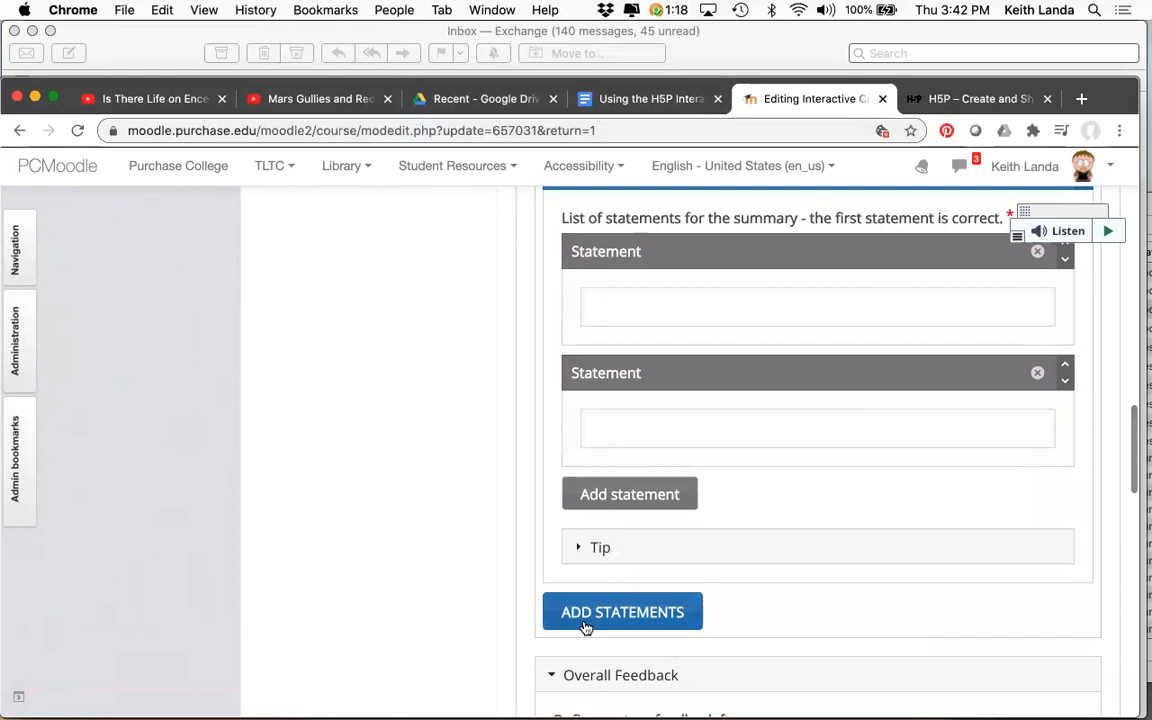 Chrome File Edit View History Bookmarks People Tab Window Help 1:18 100% Thu 3:42 PM Keith Landa
Inbox — Exchange (140 messages, 45 unread)
Move to... Search
Is There Life on Ence Mars Gullies and Rec Recent - Google Driv Using the H5P Intera Editing Interactive C H5P – Create and Sh
moodle.purchase.edu/moodle2/course/modedit.php?update=657031&return=1
PCMoodle Purchase College TLTC Library Student Resources Accessibility English - United States (en_us) 3 Keith Landa
Navigation
Administration
Admin bookmarks
List of statements for the summary - the first statement is correct. *
Listen
Statement
Statement
Add statement
Tip
ADD STATEMENTS
Overall Feedback